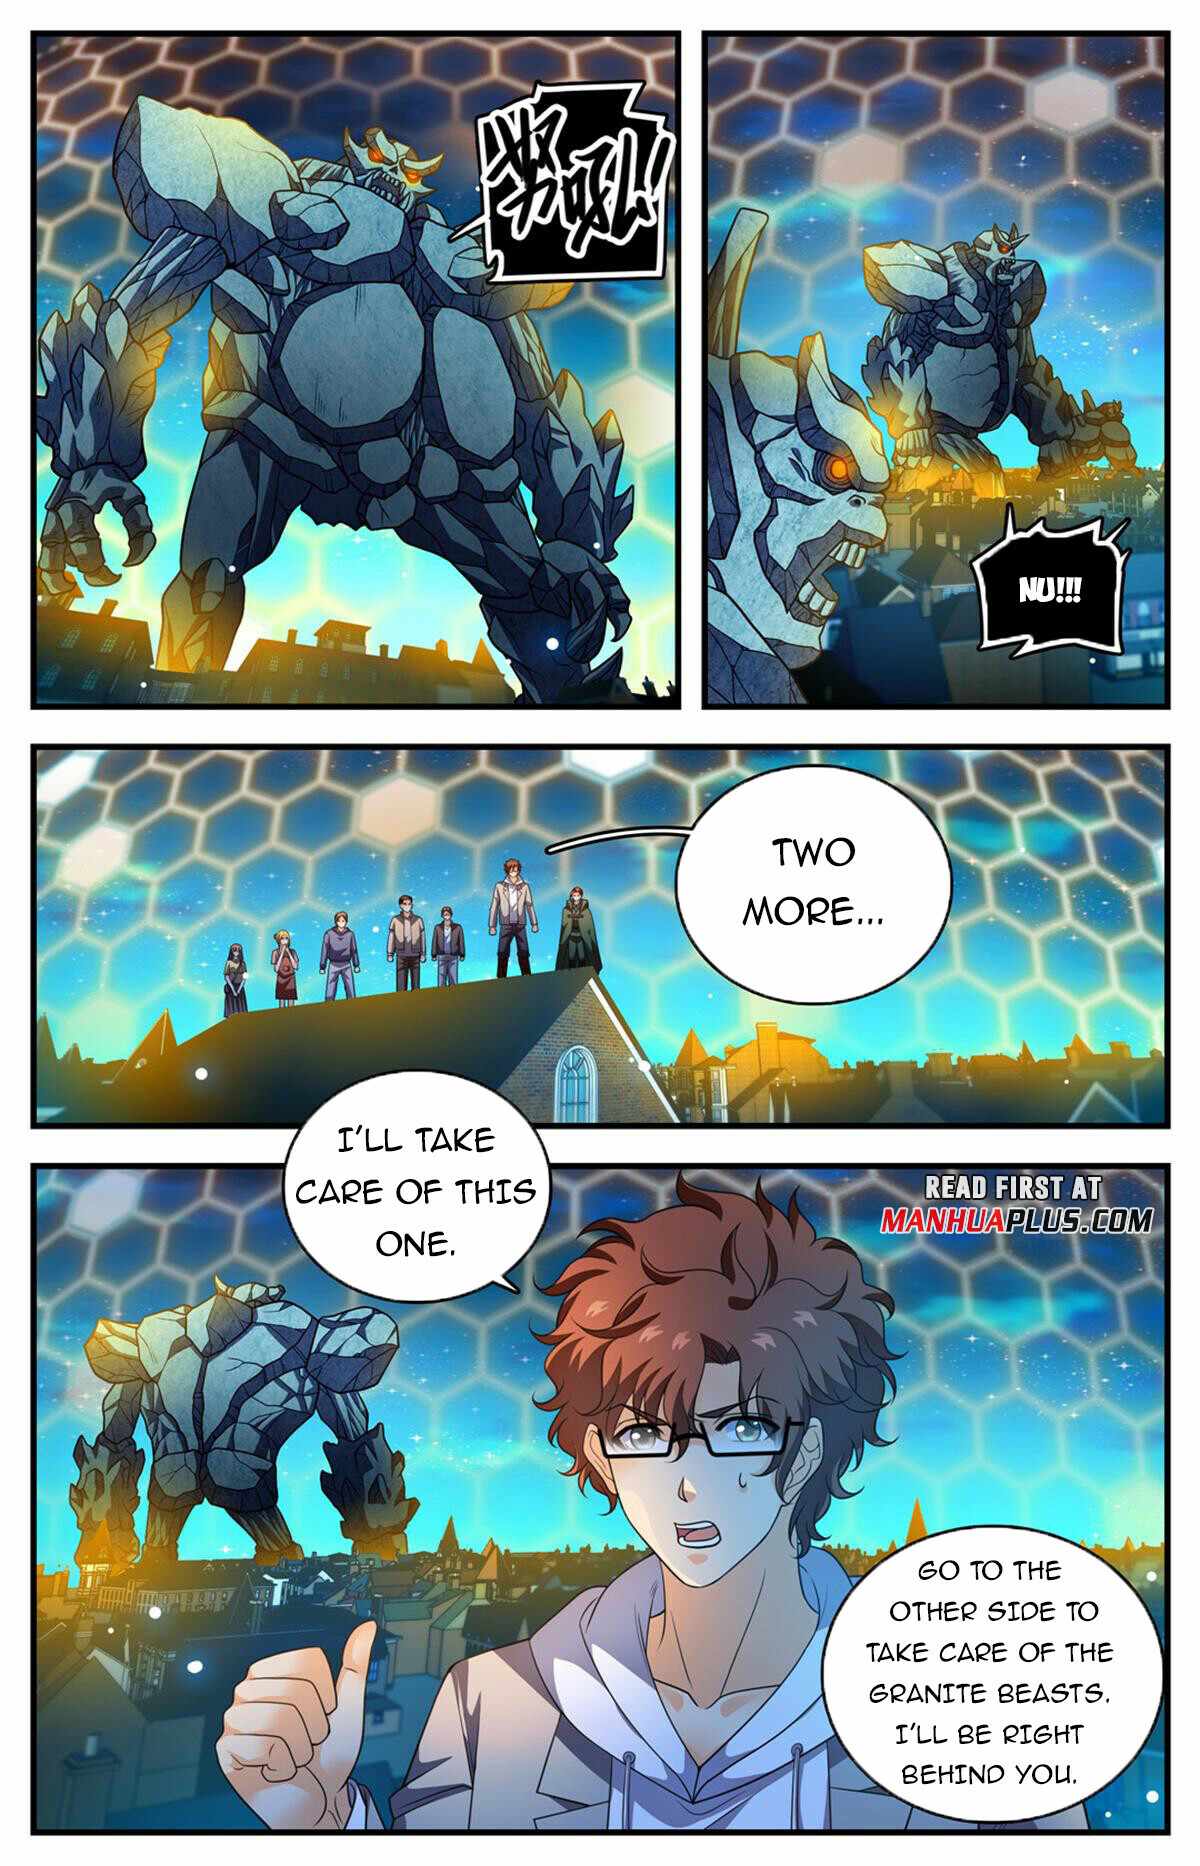 NU!!!
TWO
MORE...
I'LL TAKE
CARE OF THIS
ONE.
READ FIRST AT
MANHUAPLUS.COM
GO TO THE
OTHER SIDE TO
TAKE CARE OF THE
GRANITE BEASTS.
I'LL BE RIGHT
BEHIND YOU.